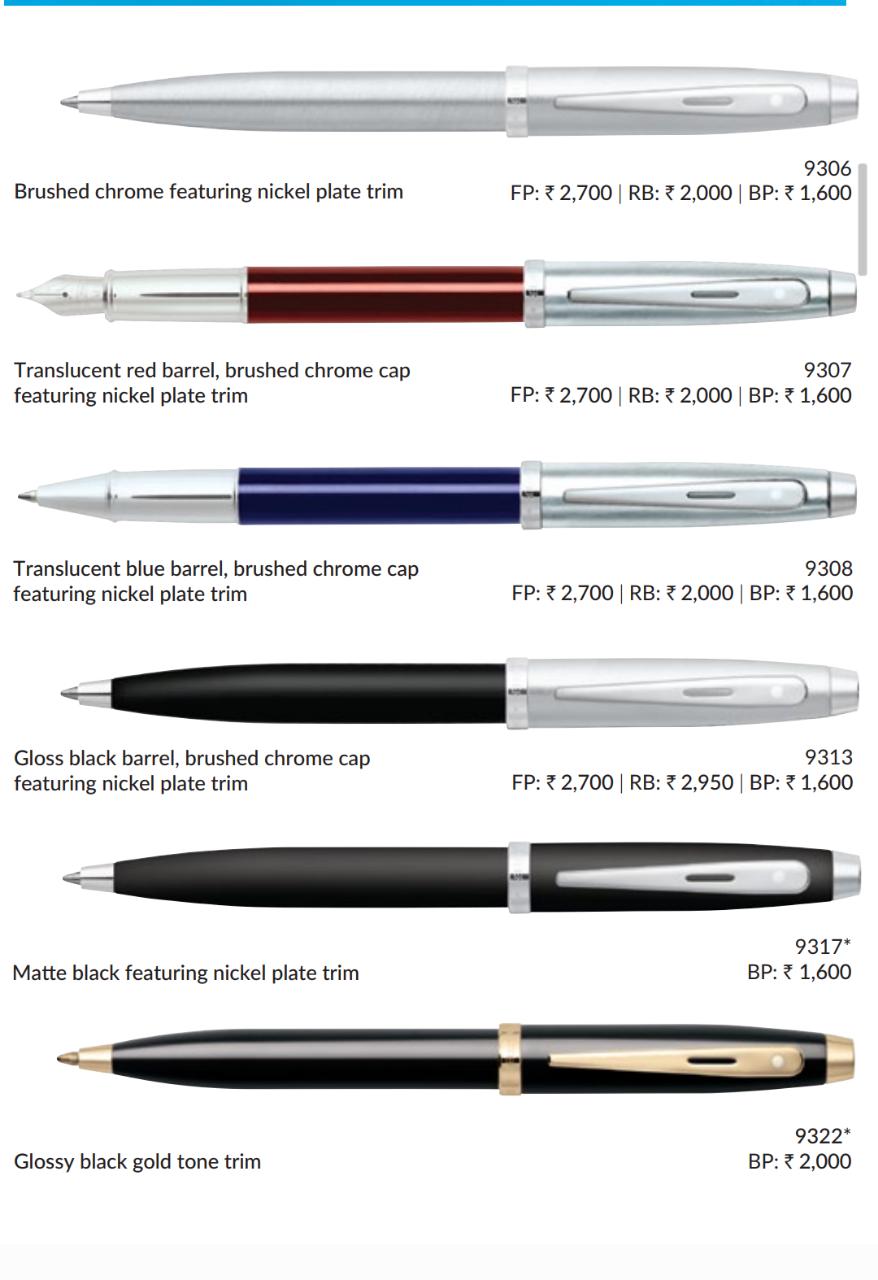 9306
Brushed chrome featuring nickel plate trim
FP: ₹ 2,700 | RB: ₹ 2,000 | BP: ₹ 1,600
Translucent red barrel, brushed chrome cap
9307
featuring nickel plate trim
FP: ₹ 2,700 | RB: ₹ 2,000 | BP: ₹ 1,600
Translucent blue barrel, brushed chrome cap
9308
featuring nickel plate trim
FP: ₹ 2,700 | RB: ₹ 2,000 | BP: ₹ 1,600
Gloss black barrel, brushed chrome cap
9313
featuring nickel plate trim
FP: ₹ 2,700 | RB: ₹ 2,950 | BP: ₹ 1,600
9317*
Matte black featuring nickel plate trim
BP: ₹ 1,600
9322*
Glossy black gold tone trim
BP: ₹ 2,000